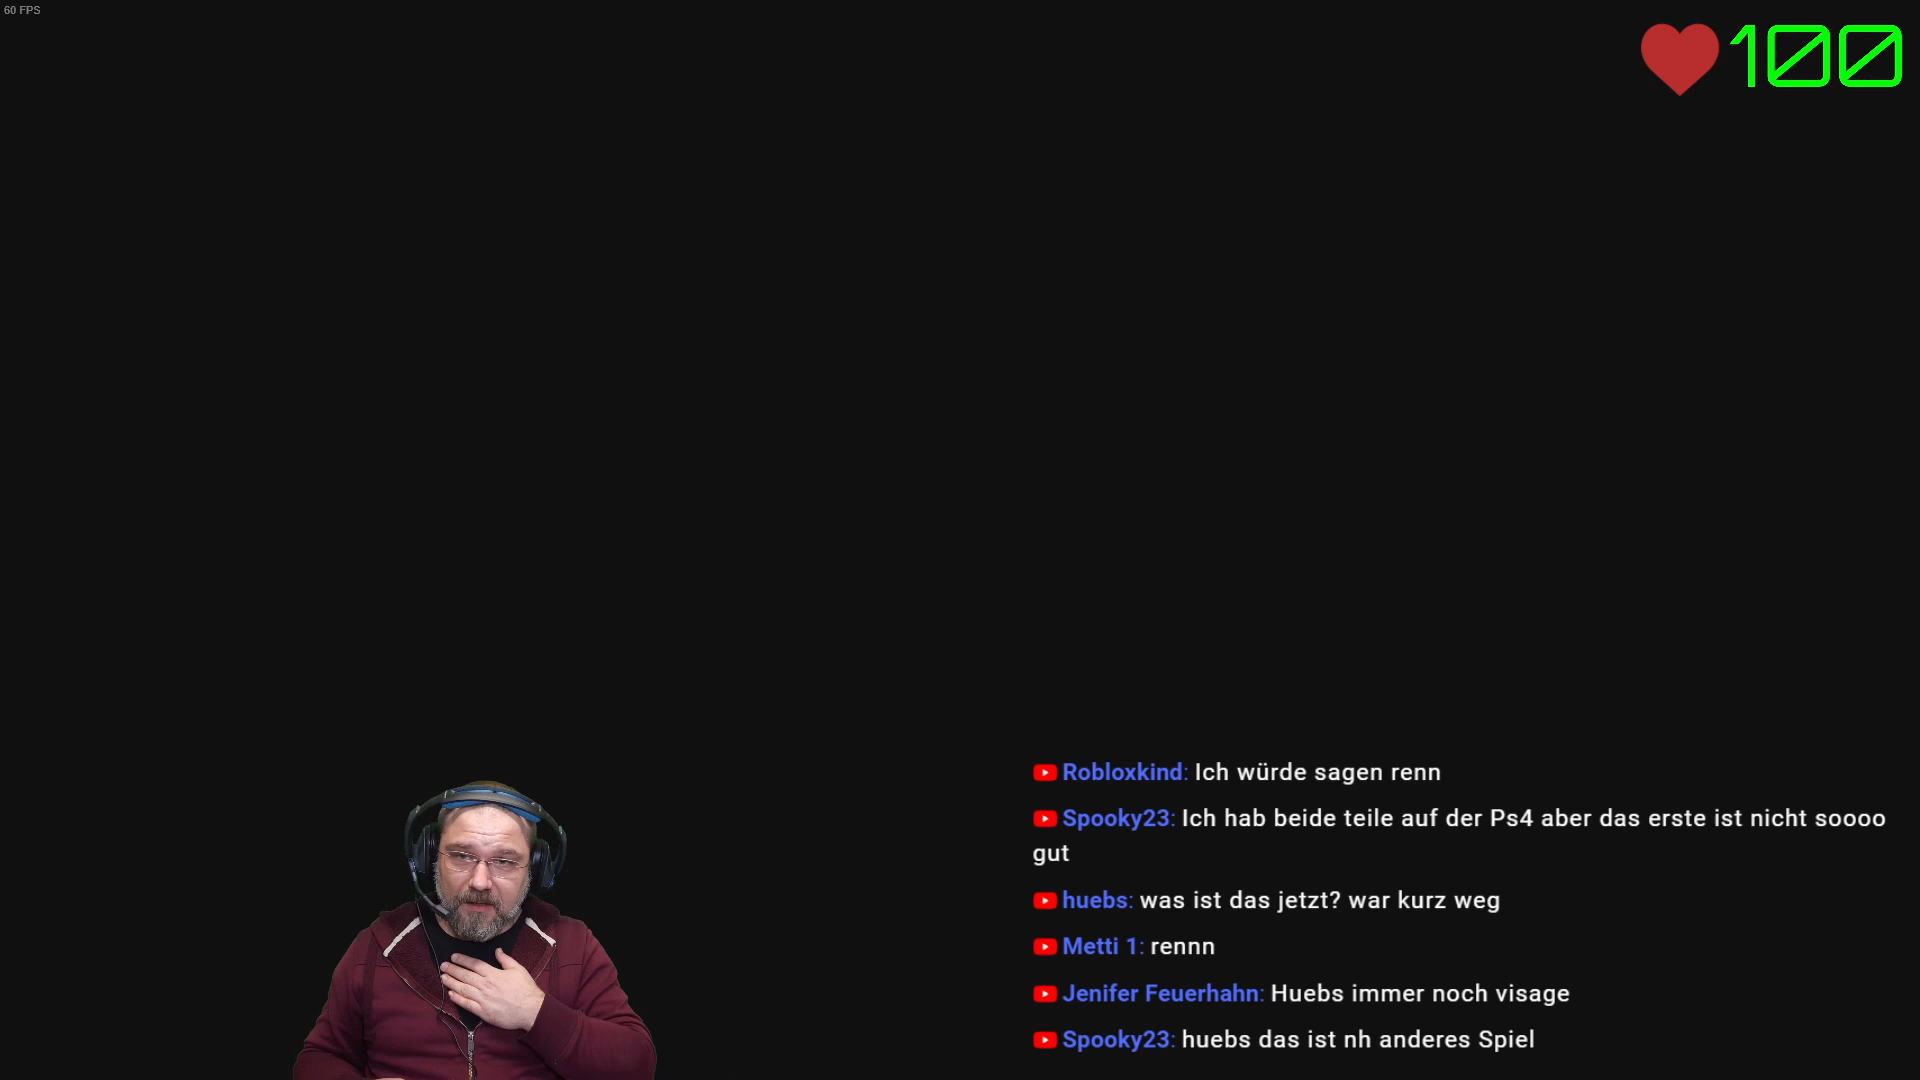 60 FPS
100
Robloxkind: Ich würde sagen renn
Spooky23: Ich hab beide teile auf der Ps4 aber das erste ist nicht soooo
gut
huebs: was ist das jetzt? war kurz weg
Metti 1: rennn
Jenifer Feuerhahn: Huebs immer noch visage
Spooky23: huebs das ist nh anderes Spiel